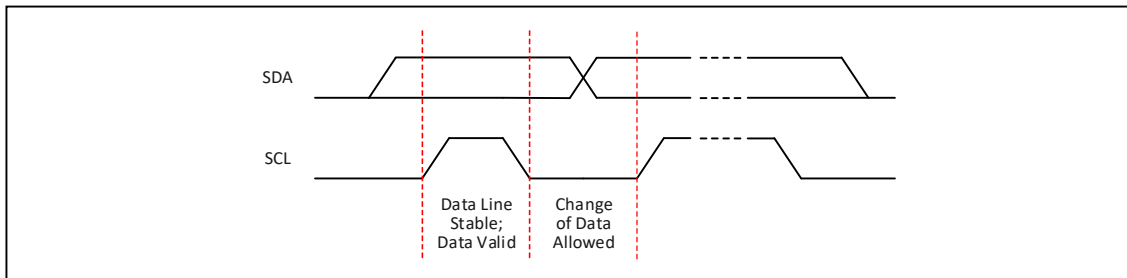 SDA
SCL
Data Line
Stable;
Data Valid
Change
of Data
Allowed